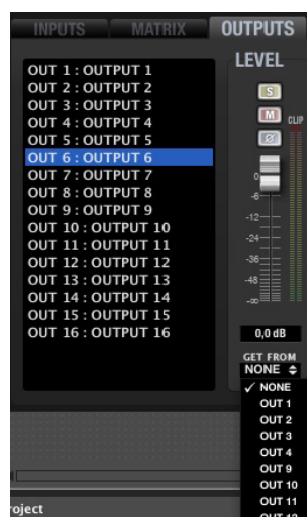 INPUTS MATRIX OUTPUTS
LEVEL
OUT 1 : OUTPUT 1
OUT 2 : OUTPUT 2
OUT 3 : OUTPUT 3
OUT 4 : OUTPUT 4
OUT 5 : OUTPUT 5
OUT 6 : OUTPUT 6
OUT 7 : OUTPUT 7
OUT 8 : OUTPUT 8
OUT 9 : OUTPUT 9
OUT 10 : OUTPUT 10
OUT 11 : OUTPUT 11
OUT 12 : OUTPUT 12
OUT 13 : OUTPUT 13
OUT 14 : OUTPUT 14
OUT 15 : OUTPUT 15
OUT 16 : OUTPUT 16
S
M
CLIP
Ø
0
-6
-12
-24
-36
-48
-∞
0,0 dB
GET FROM
NONE
✓ NONE
OUT 1
OUT 2
OUT 3
OUT 4
OUT 9
OUT 10
OUT 11
OUT 12
oject